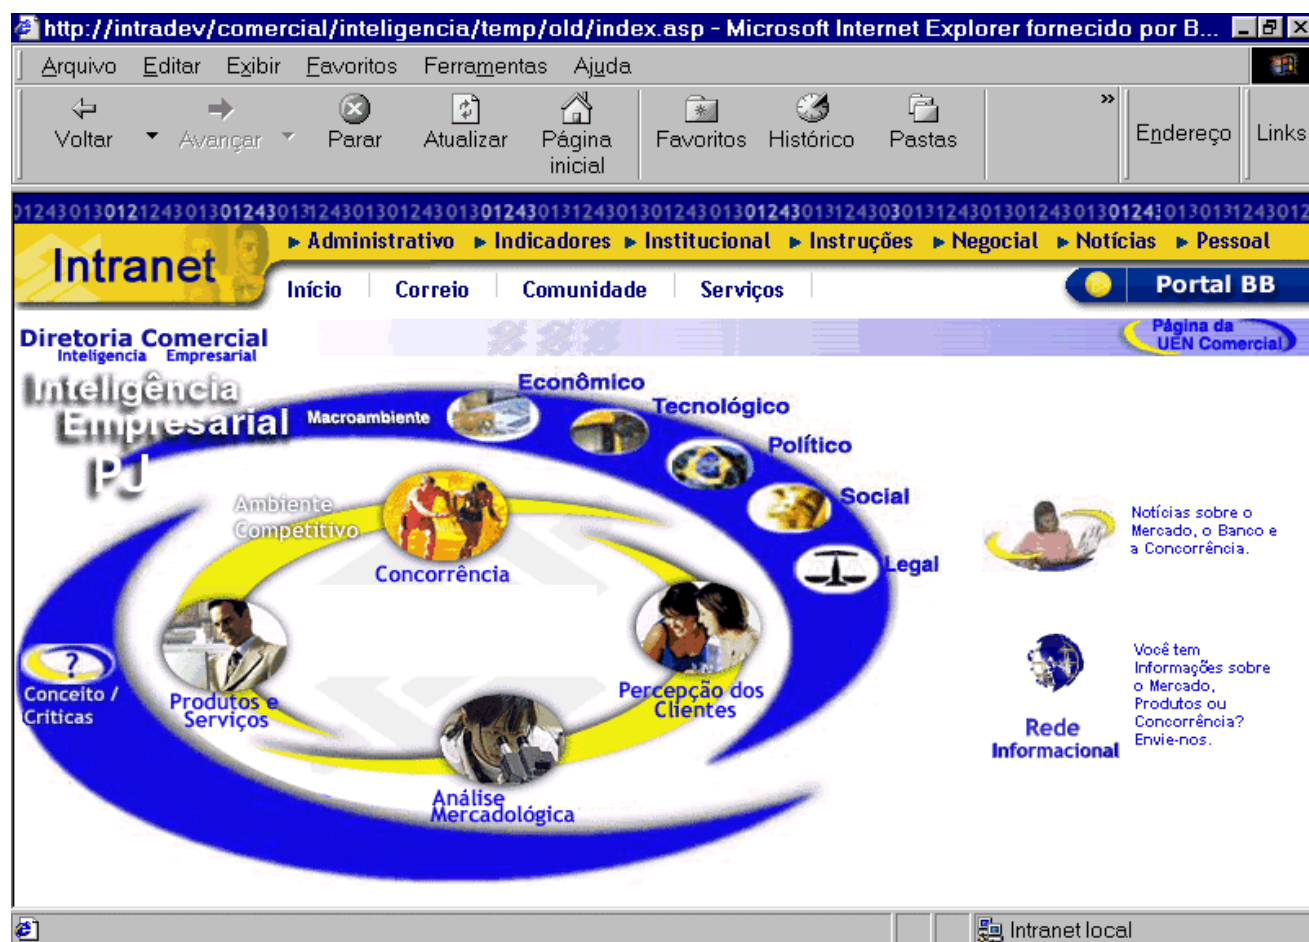 http://intradev/comercial/inteligencia/temp/old/index.asp - Microsoft Internet Explorer fornecido por B...
Arquivo Editar Exibir Favoritos Ferramentas Ajuda
Voltar Avançar Parar Atualizar Página inicial Favoritos Histórico Pastas » Endereço Links
Intranet
Administrativo Indicadores Institucional Instruções Negocial Notícias Pessoal
Início Correio Comunidade Serviços Portal BB
Diretoria Comercial
Inteligencia Empresarial
Página da
UEN Comercial
Inteligência
Empresarial
PJ
Macroambiente
Econômico
Tecnológico
Político
Social
Legal
Ambiente
Competitivo
Concorrência
Produtos e
Serviços
Percepção dos
Clientes
Análise
Mercadológica
?
Conceito /
Criticas
Notícias sobre o
Mercado, o Banco e
a Concorrência.
Rede
Informacional
Você tem
Informações sobre
o Mercado,
Produtos ou
Concorrência?
Envie-nos.
Intranet local